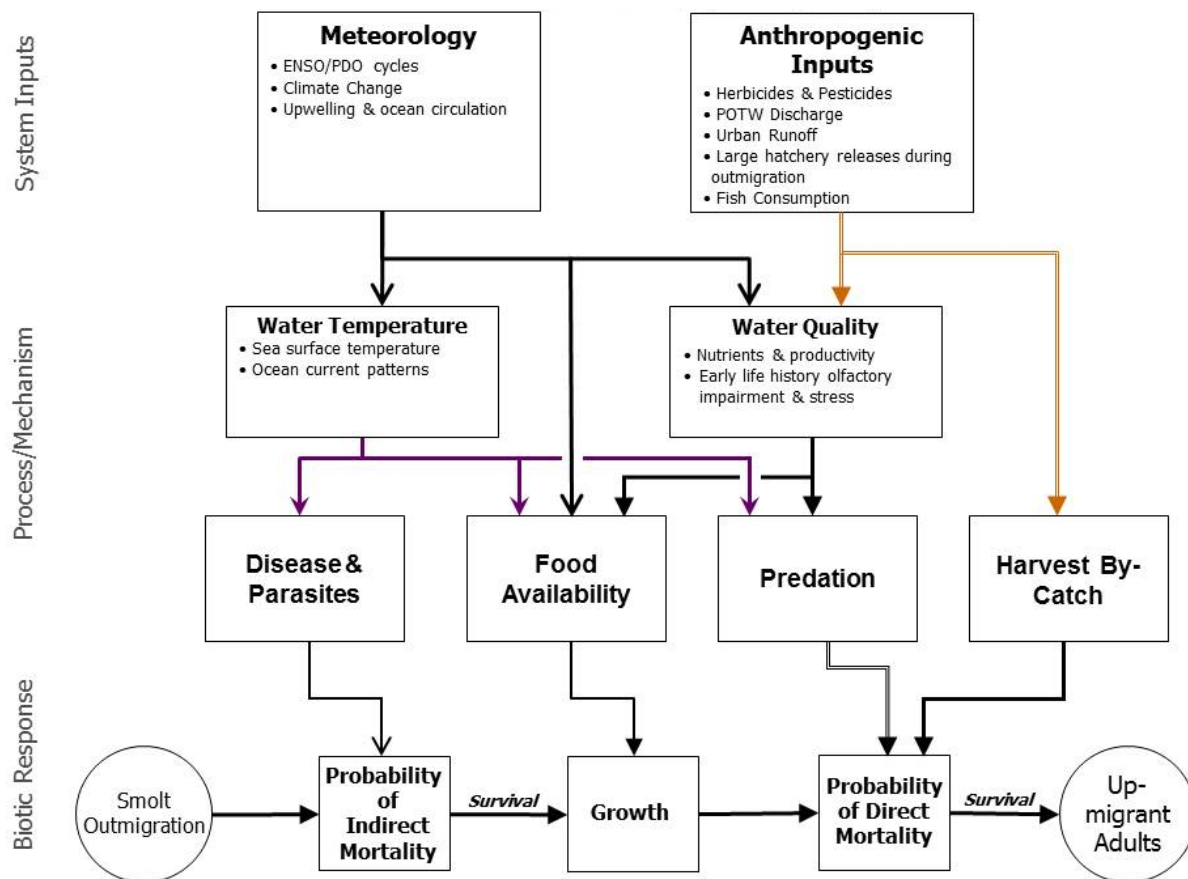 System Inputs
Meteorology
• ENSO/PDO cycles
• Climate Change
• Upwelling & ocean circulation
Anthropogenic
Inputs
• Herbicides & Pesticides
• POTW Discharge
• Urban Runoff
• Large hatchery releases during
outmigration
• Fish Consumption
Process/Mechanism
Water Temperature
• Sea surface temperature
• Ocean current patterns
Water Quality
• Nutrients & productivity
• Early life history olfactory
impairment & stress
Disease &
Parasites
Food
Availability
Predation
Harvest By-
Catch
Biotic Response
Smolt
Outmigration
Probability
of
Indirect
Mortality
Survival
Growth
Probability
of Direct
Mortality
Survival
Up-
migrant
Adults